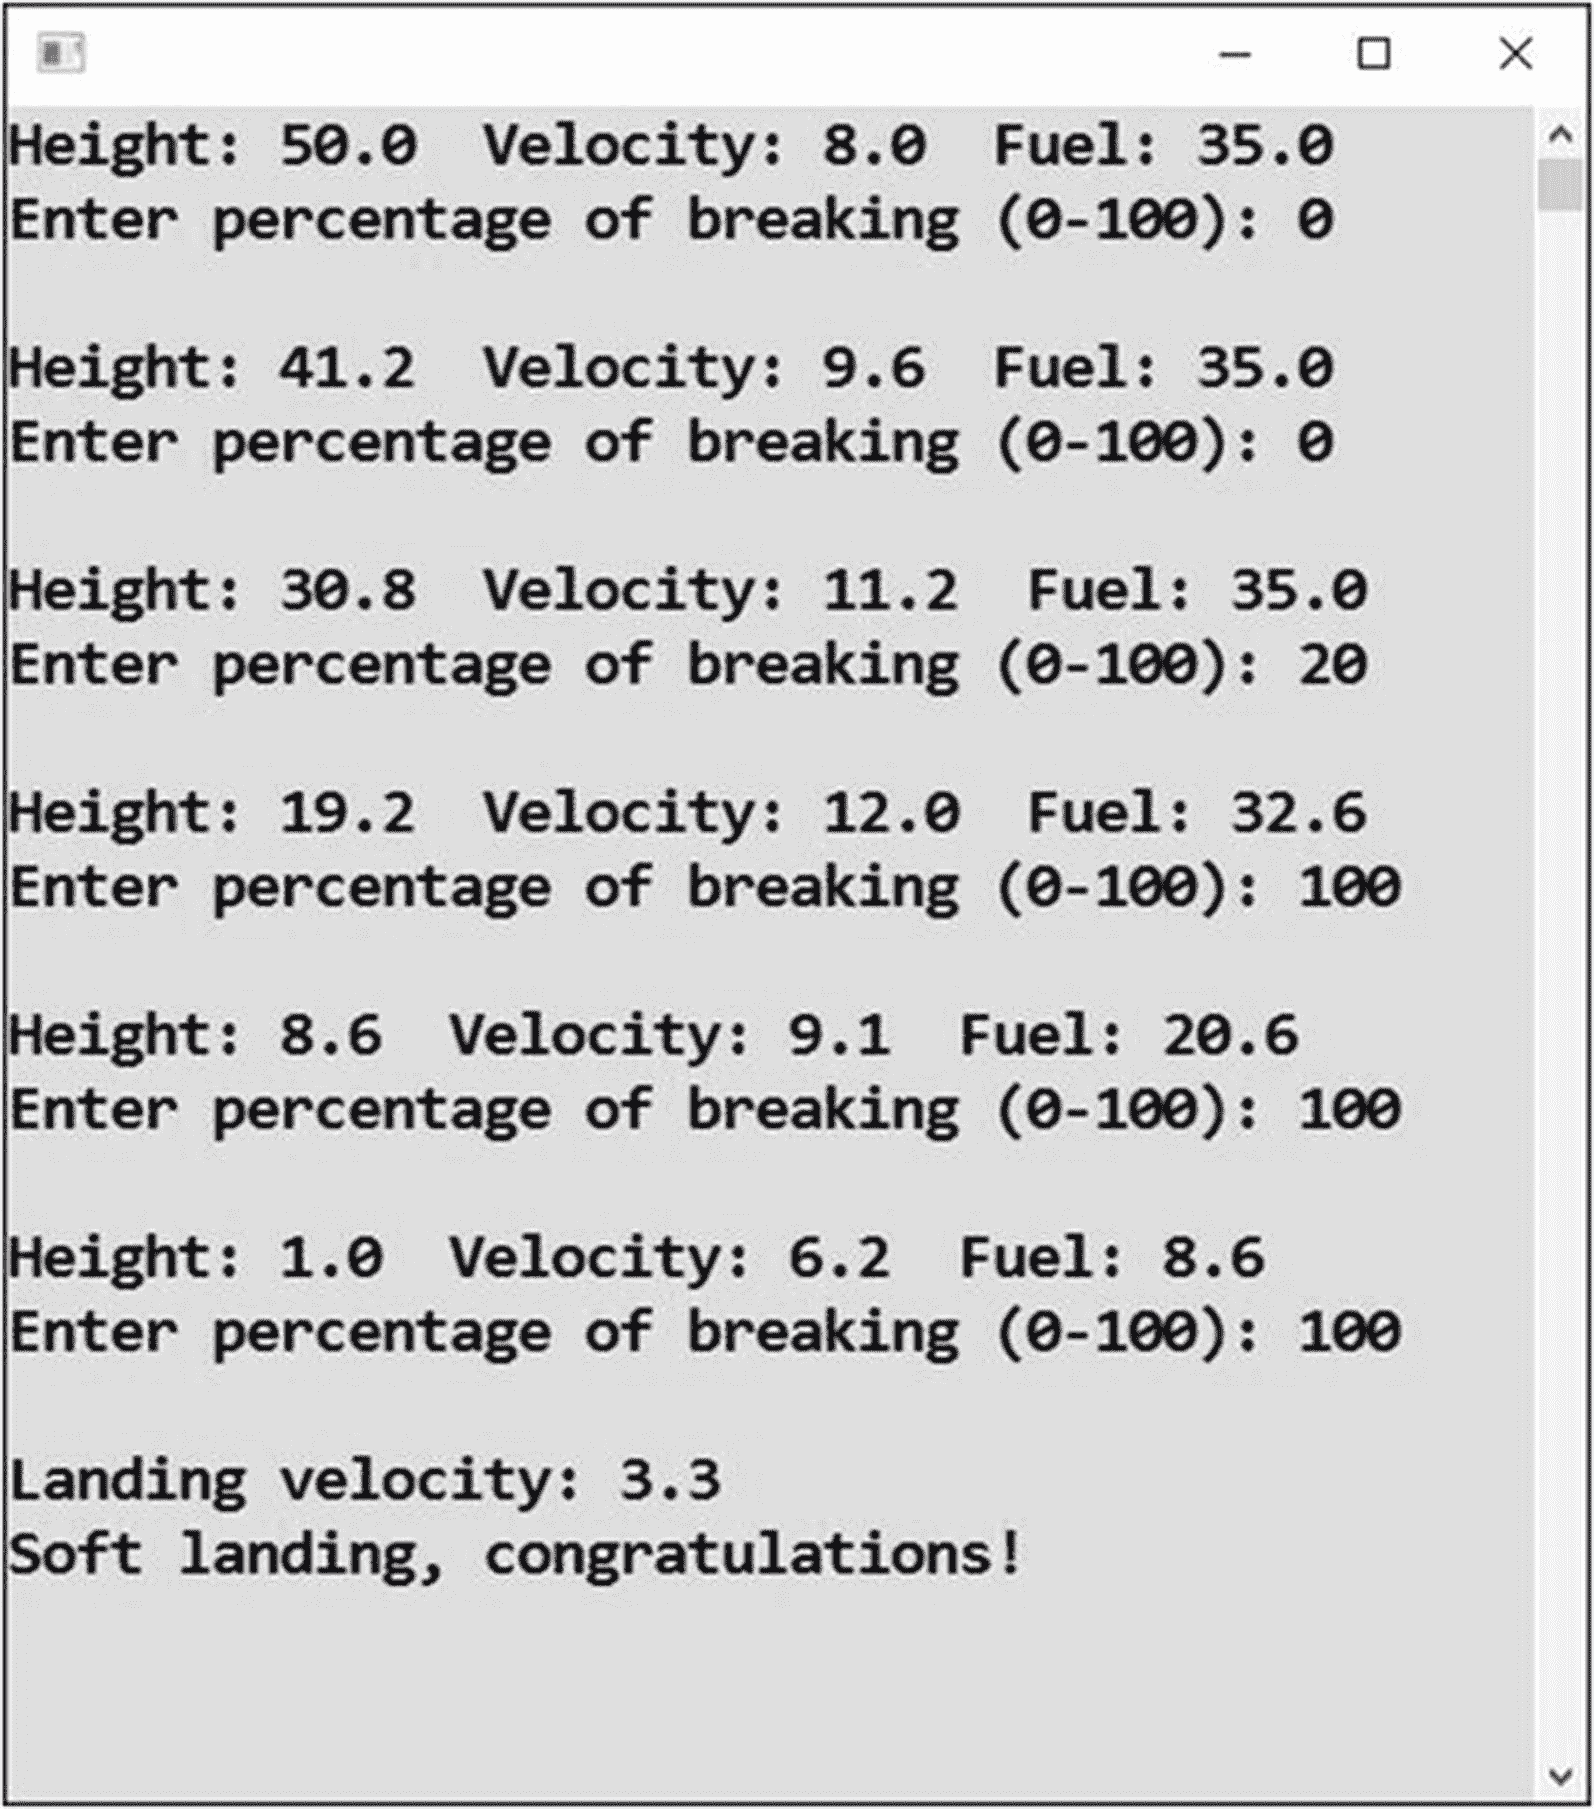 Height: 50.0  Velocity: 8.0  Fuel: 35.0
Enter percentage of breaking (0-100): 0
Height: 41.2  Velocity: 9.6  Fuel: 35.0
Enter percentage of breaking (0-100): 0
Height: 30.8  Velocity: 11.2  Fuel: 35.0
Enter percentage of breaking (0-100): 20
Height: 19.2  Velocity: 12.0  Fuel: 32.6
Enter percentage of breaking (0-100): 100
Height: 8.6  Velocity: 9.1  Fuel: 20.6
Enter percentage of breaking (0-100): 100
Height: 1.0  Velocity: 6.2  Fuel: 8.6
Enter percentage of breaking (0-100): 100
Landing velocity: 3.3
Soft landing, congratulations!